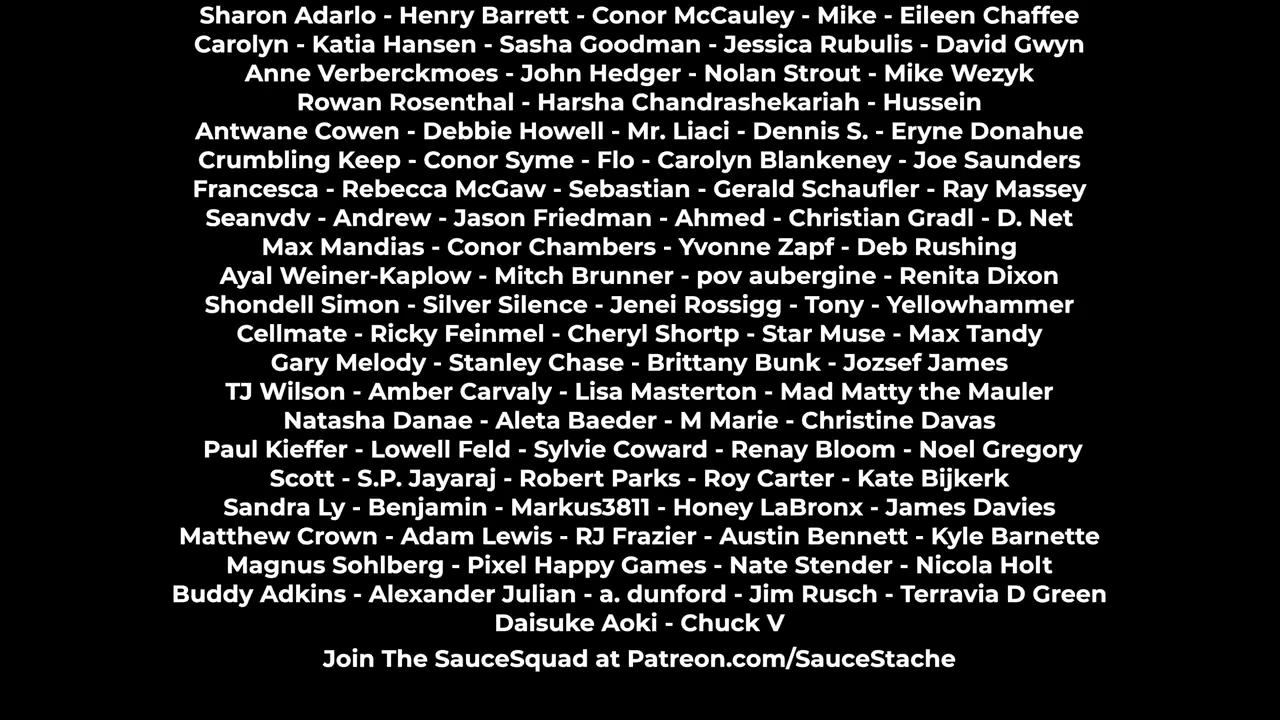 Sharon Adarlo - Henry Barrett - Conor McCauley - Mike - Eileen Chaffee
Carolyn - Katia Hansen - Sasha Goodman - Jessica Rubulis - David Gwyn
Anne Verberckmoes - John Hedger - Nolan Strout - Mike Wezyk
Rowan Rosenthal - Harsha Chandrashekariah - Hussein
Antwane Cowen - Debbie Howell - Mr. Liaci - Dennis S. - Eryne Donahue
Crumbling Keep - Conor Syme - Flo - Carolyn Blankeney - Joe Saunders
Francesca - Rebecca McGaw - Sebastian - Gerald Schaufler - Ray Massey
Seanvdv - Andrew - Jason Friedman - Ahmed - Christian Gradl - D. Net
Max Mandias - Conor Chambers - Yvonne Zapf - Deb Rushing
Ayal Weiner-Kaplow - Mitch Brunner - pov aubergine - Renita Dixon
Shondell Simon - Silver Silence - Jenei Rossigg - Tony - Yellowhammer
Cellmate - Ricky Feinmel - Cheryl Shortp - Star Muse - Max Tandy
Gary Melody - Stanley Chase - Brittany Bunk - Jozsef James
TJ Wilson - Amber Carvaly - Lisa Masterton - Mad Matty the Mauler
Natasha Danae - Aleta Baeder - M Marie - Christine Davas
Paul Kieffer - Lowell Feld - Sylvie Coward - Renay Bloom - Noel Gregory
Scott - S.P. Jayaraj - Robert Parks - Roy Carter - Kate Bijkerk
Sandra Ly - Benjamin - Markus3811 - Honey LaBronx - James Davies
Matthew Crown - Adam Lewis - RJ Frazier - Austin Bennett - Kyle Barnette
Magnus Sohlberg - Pixel Happy Games - Nate Stender - Nicola Holt
Buddy Adkins - Alexander Julian - a. dunford - Jim Rusch - Terravia D Green
Daisuke Aoki - Chuck V
Join The SauceSquad at Patreon.com/SauceStache